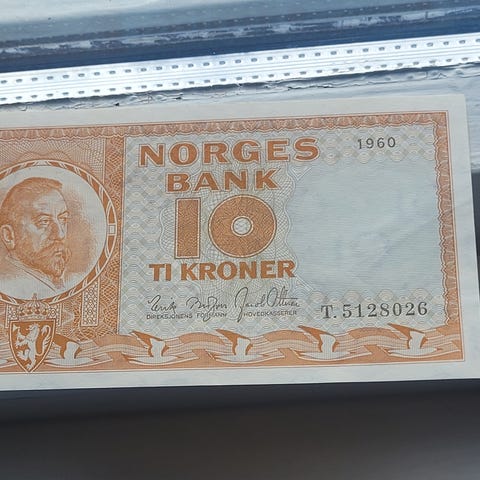 NORGES
1960
BANK
10
TI KRONER
DIREKSJONENS FORMANN HOVEDKASSERER
T.5128026